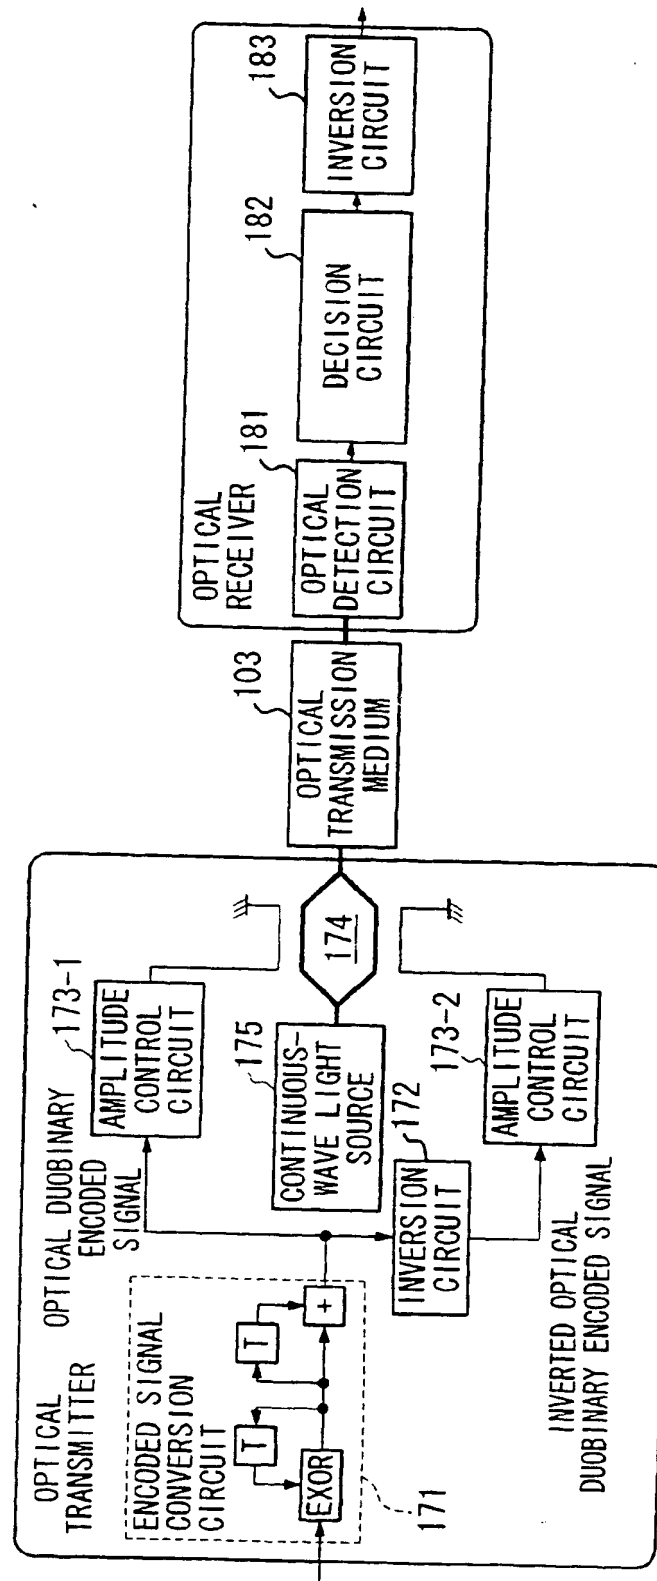 OPTICAL
TRANSMITTER
ENCODED SIGNAL
CONVERSION
CIRCUIT
EXOR
T
T
+
171
OPTICAL DUOBINARY
ENCODED
SIGNAL
173-1
AMPLITUDE
CONTROL
CIRCUIT
175
CONTINUOUS-
WAVE LIGHT
SOURCE
174
172
INVERSION
CIRCUIT
173-2
AMPLITUDE
CONTROL
CIRCUIT
INVERTED OPTICAL
DUOBINARY ENCODED SIGNAL
103
OPTICAL
TRANSMISSION
MEDIUM
OPTICAL
RECEIVER
181
OPTICAL
DETECTION
CIRCUIT
182
DECISION
CIRCUIT
183
INVERSION
CIRCUIT